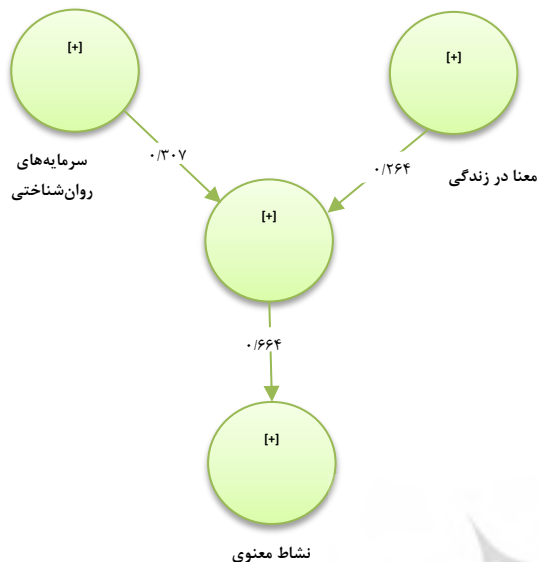 [+]
[+]
سرمایه‌های
روان‌شناختی
معنا در زندگی
۰/۳۰۷
۰/۲۶۴
[+]
۰/۶۶۴
[+]
نشاط معنوی